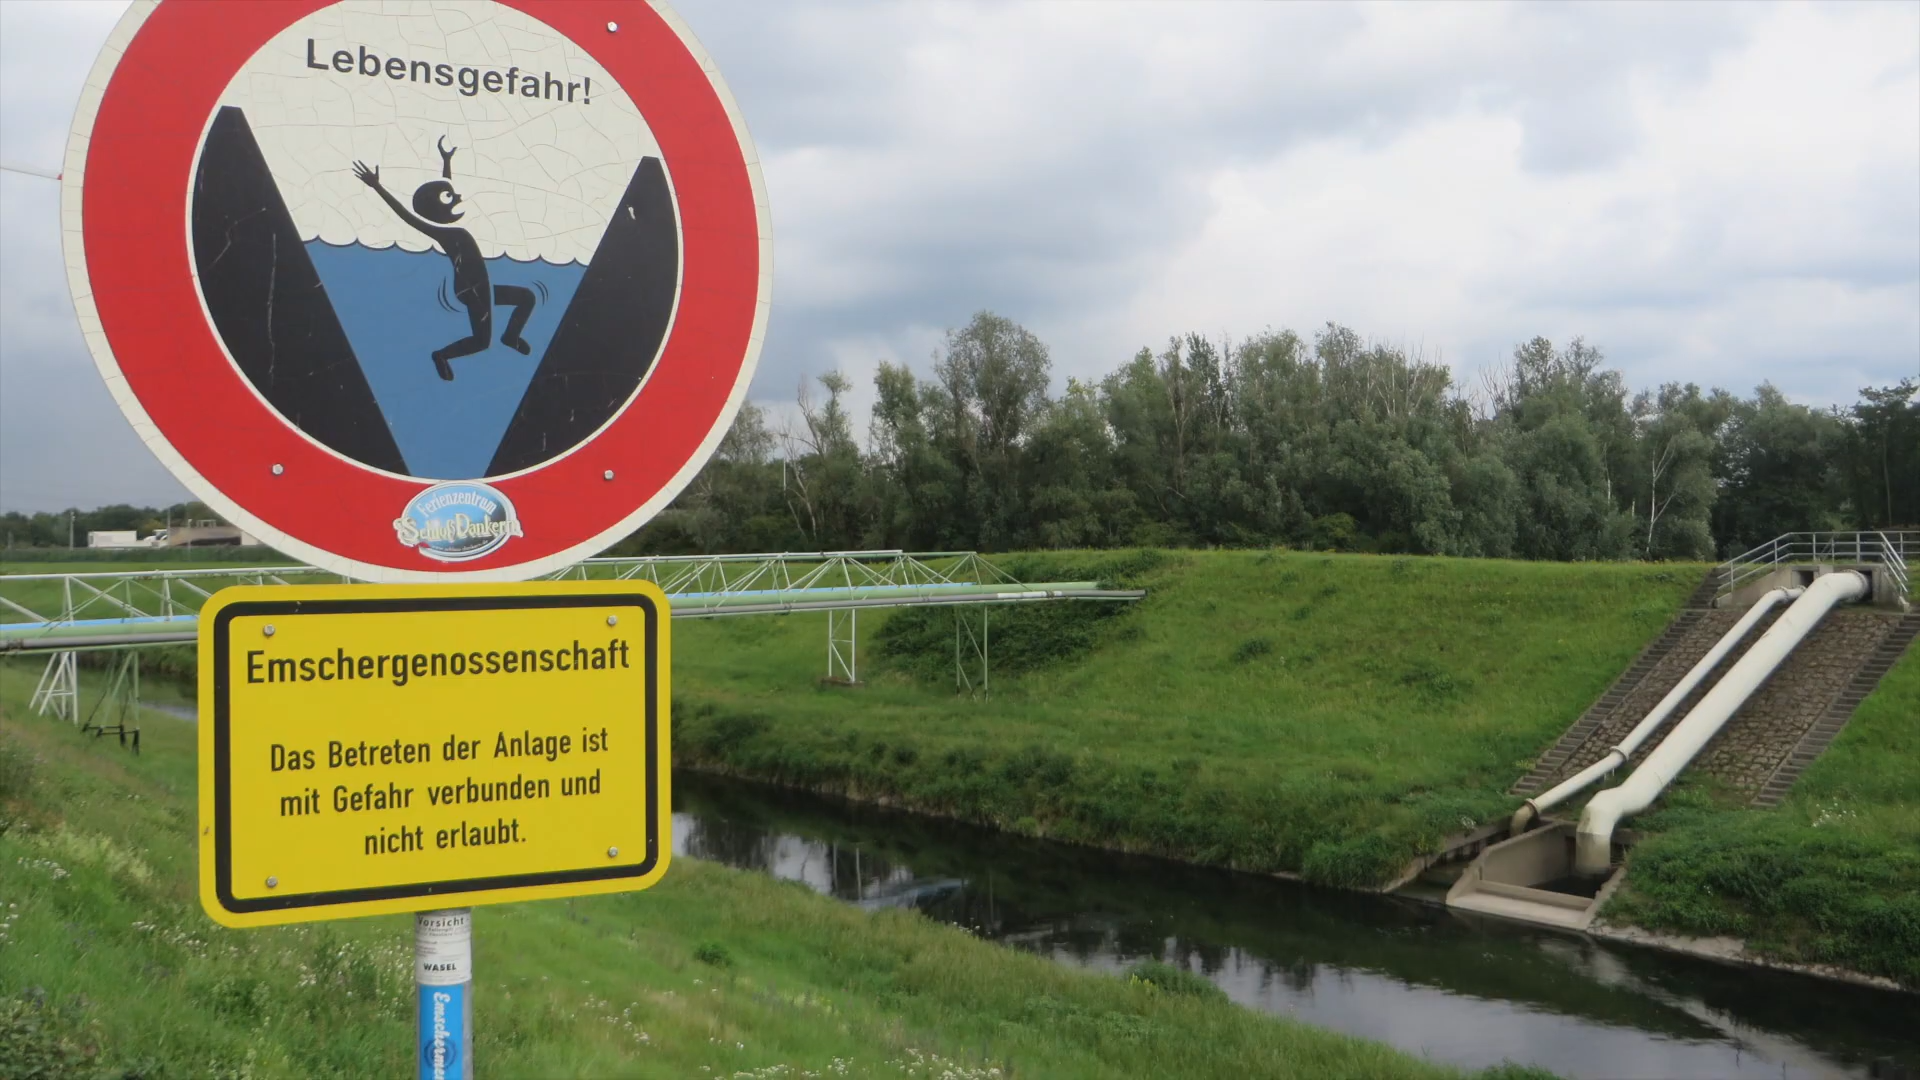 Lebensgefahr!
Ferienzentrum
Schloß Dankern
Emschergenossenschaft
Das Betreten der Anlage ist
mit Gefahr verbunden und
nicht erlaubt.
Vorsicht
WASEL